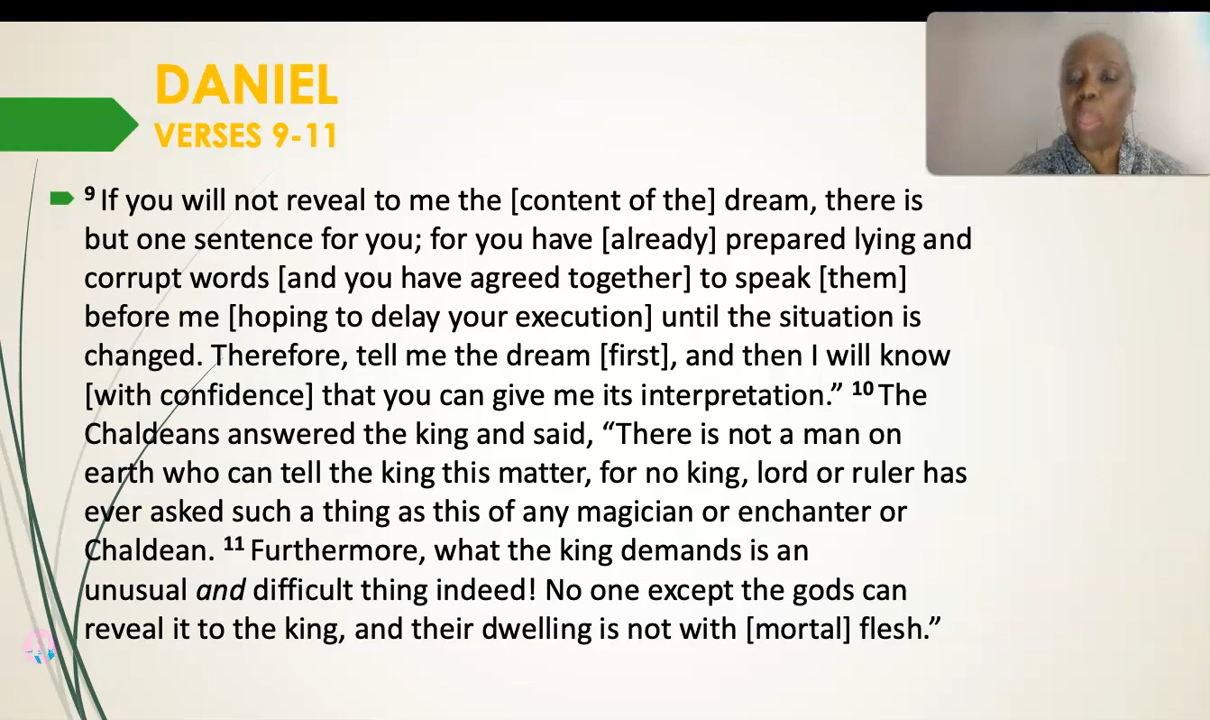 DANIEL
VERSES 9-11
⁹ If you will not reveal to me the [content of the] dream, there is
but one sentence for you; for you have [already] prepared lying and
corrupt words [and you have agreed together] to speak [them]
before me [hoping to delay your execution] until the situation is
changed. Therefore, tell me the dream [first], and then I will know
[with confidence] that you can give me its interpretation.” ¹⁰ The
Chaldeans answered the king and said, “There is not a man on
earth who can tell the king this matter, for no king, lord or ruler has
ever asked such a thing as this of any magician or enchanter or
Chaldean. ¹¹ Furthermore, what the king demands is an
unusual and difficult thing indeed! No one except the gods can
reveal it to the king, and their dwelling is not with [mortal] flesh.”